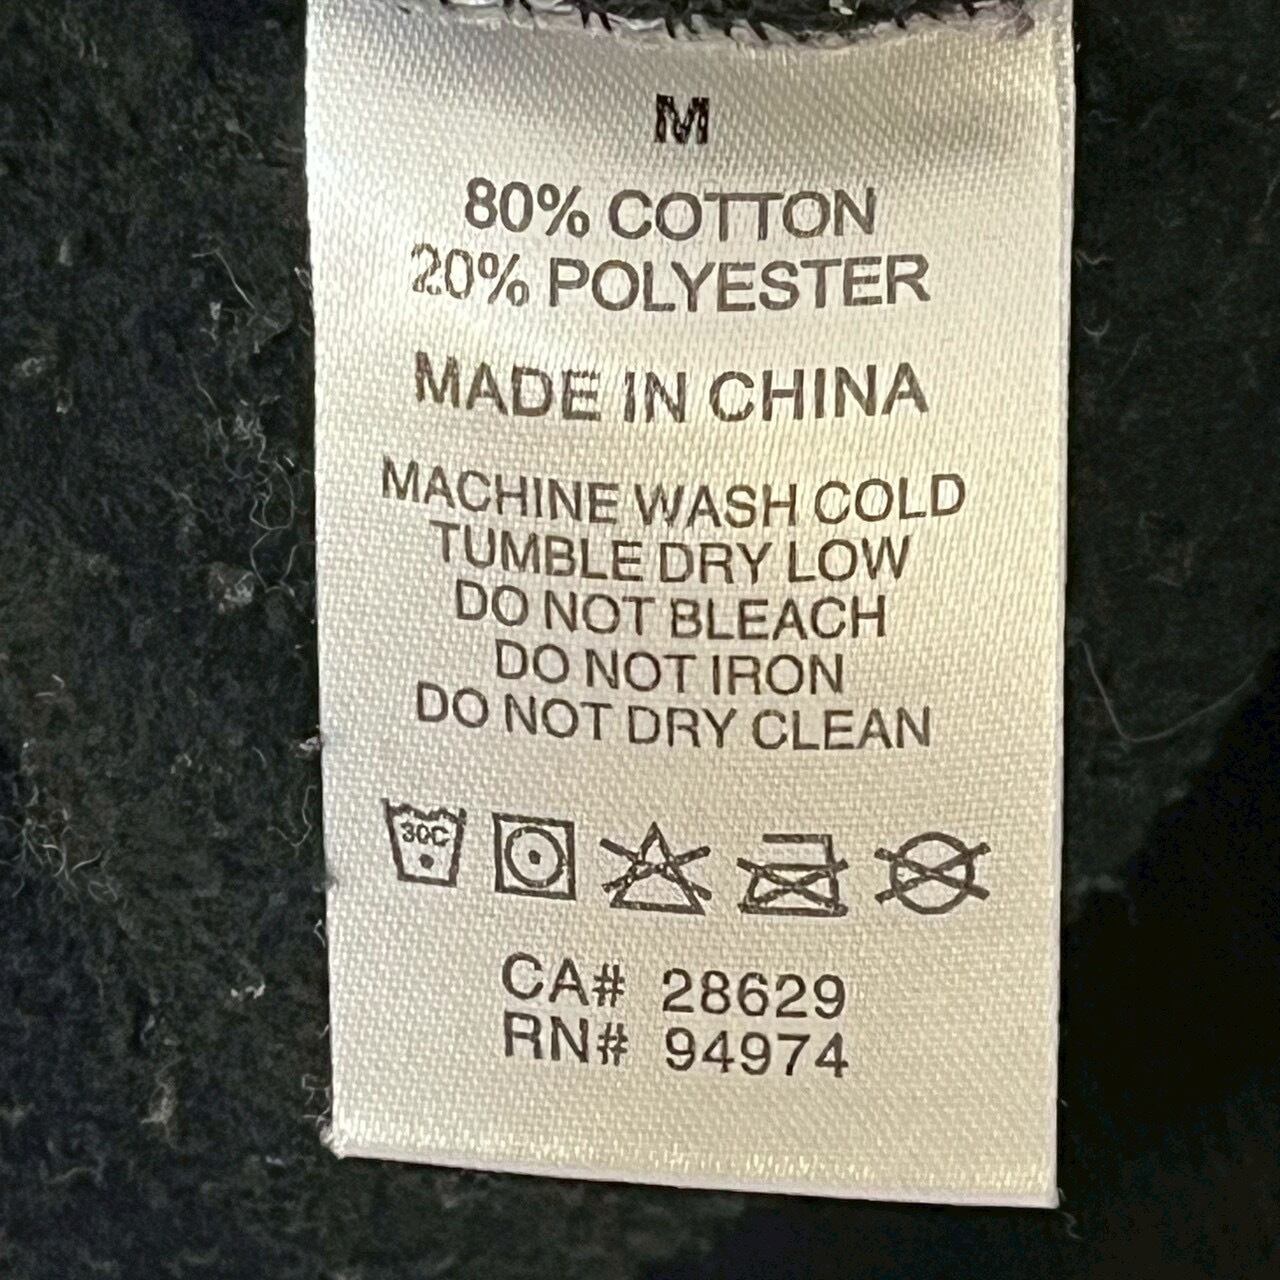 M
80% COTTON
20% POLYESTER
MADE IN CHINA
MACHINE WASH COLD
TUMBLE DRY LOW
DO NOT BLEACH
DO NOT IRON
DO NOT DRY CLEAN
30C
CA# 28629
RN# 94974